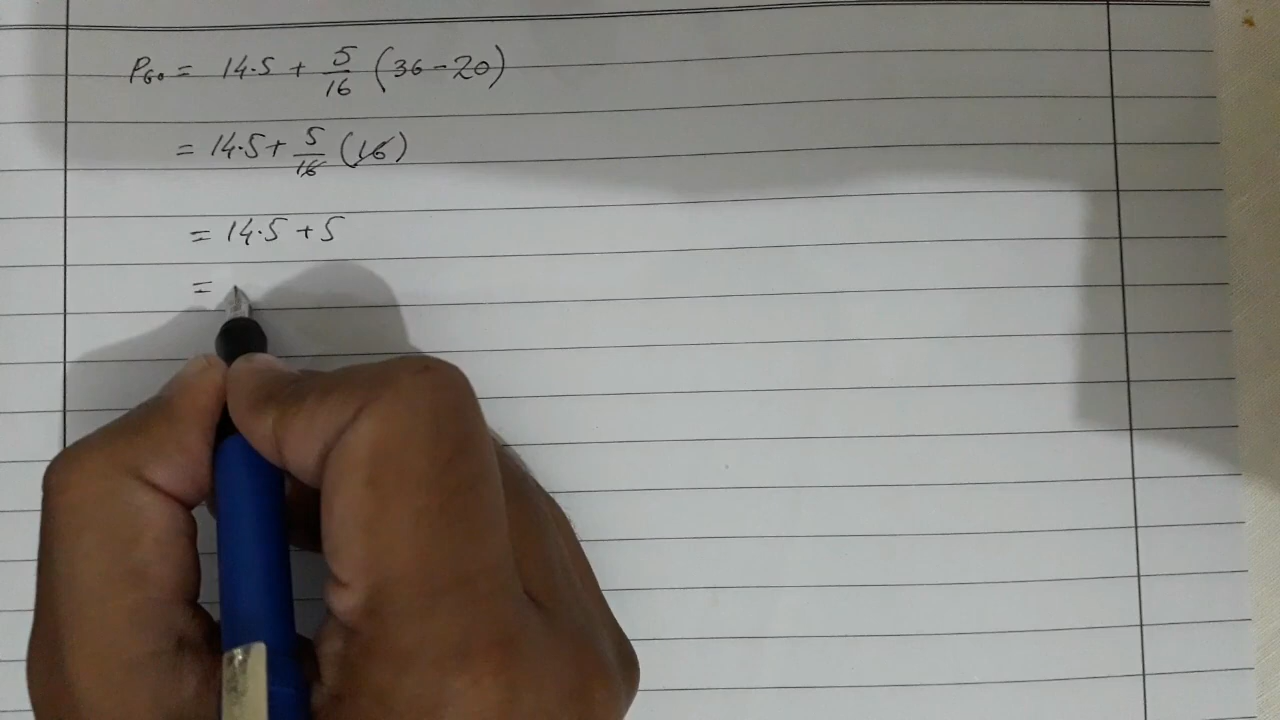 P₆₀ = 14.5 + 5/16 (36-20)
= 14.5 + 5/16 (16)
= 14.5 + 5
=